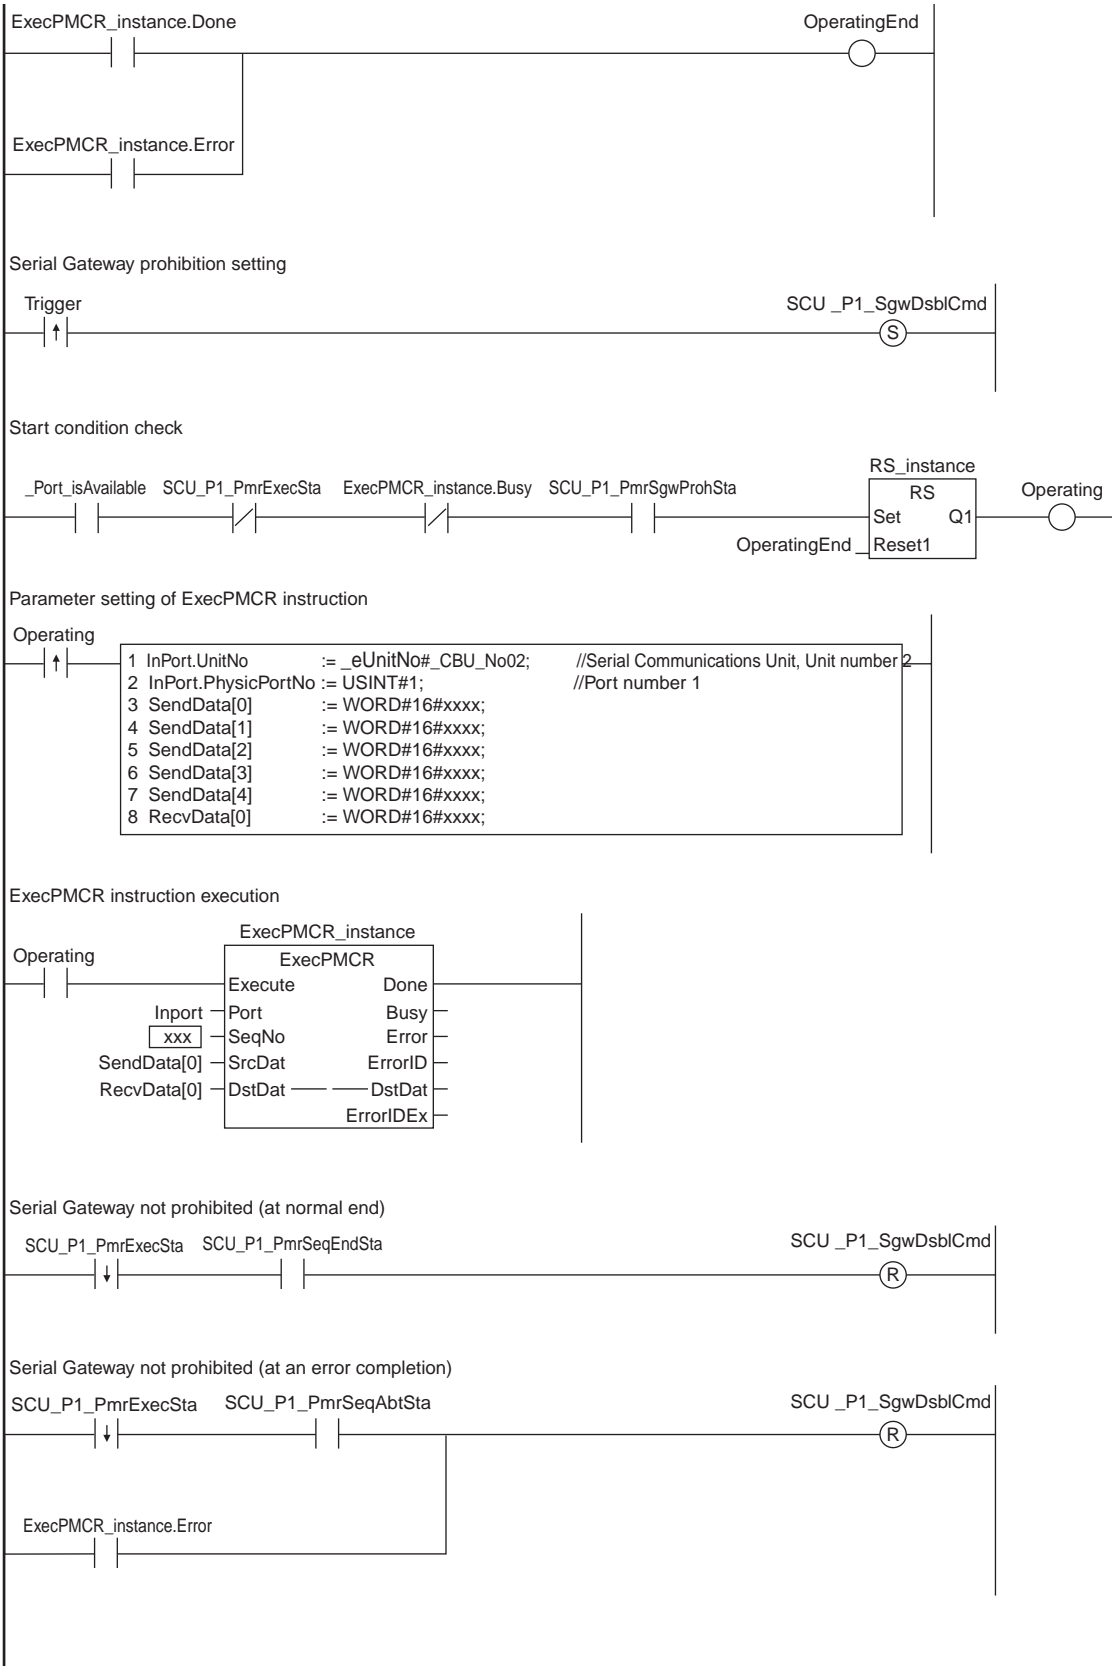 ExecPMCR_instance.Done OperatingEnd
ExecPMCR_instance.Error
Serial Gateway prohibition setting
Trigger SCU _P1_SgwDsblCmd
S
Start condition check
RS_instance
_Port_isAvailable SCU_P1_PmrExecSta ExecPMCR_instance.Busy SCU_P1_PmrSgwProhSta RS Operating
Set Q1
OperatingEnd Reset1
Parameter setting of ExecPMCR instruction
Operating
1 InPort.UnitNo := _eUnitNo#_CBU_No02; //Serial Communications Unit, Unit number 2
2 InPort.PhysicPortNo := USINT#1; //Port number 1
3 SendData[0] := WORD#16#xxxx;
4 SendData[1] := WORD#16#xxxx;
5 SendData[2] := WORD#16#xxxx;
6 SendData[3] := WORD#16#xxxx;
7 SendData[4] := WORD#16#xxxx;
8 RecvData[0] := WORD#16#xxxx;
ExecPMCR instruction execution
ExecPMCR_instance
Operating ExecPMCR
Execute Done
Inport Port Busy
xxx SeqNo Error
SendData[0] SrcDat ErrorID
RecvData[0] DstDat DstDat
ErrorIDEx
Serial Gateway not prohibited (at normal end)
SCU_P1_PmrExecSta SCU_P1_PmrSeqEndSta SCU _P1_SgwDsblCmd
R
Serial Gateway not prohibited (at an error completion)
SCU_P1_PmrExecSta SCU_P1_PmrSeqAbtSta SCU _P1_SgwDsblCmd
R
ExecPMCR_instance.Error